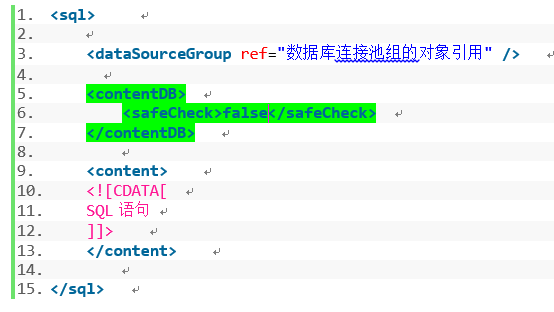 1. <sql>
2.
3. <dataSourceGroup ref="数据库连接池组的对象引用" />
4.
5. <contentDB>
6. <safeCheck>false</safeCheck>
7. </contentDB>
8.
9. <content>
10. <![CDATA[
11. SQL 语句
12. ]]>
13. </content>
14.
15. </sql>